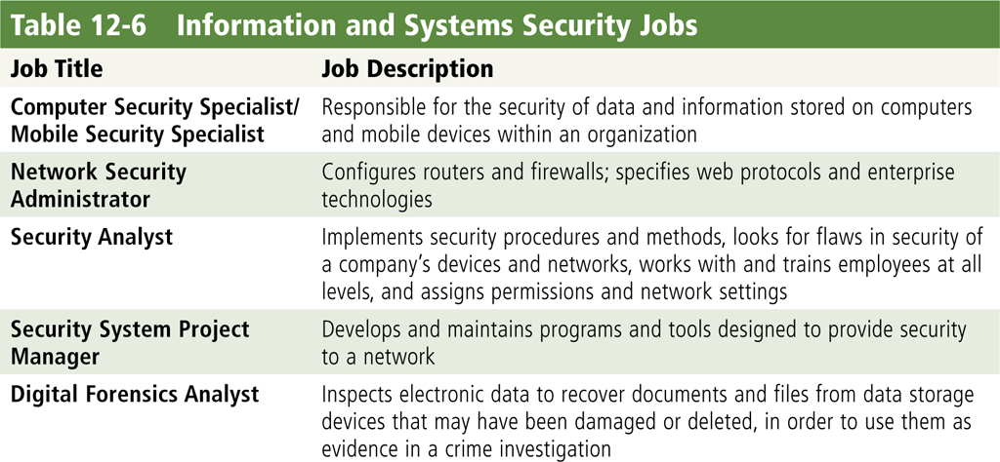 Table 12-6 Information and Systems Security Jobs
Job Title Job Description
Computer Security Specialist/
Mobile Security Specialist
Responsible for the security of data and information stored on computers
and mobile devices within an organization
Network Security
Administrator
Configures routers and firewalls; specifies web protocols and enterprise
technologies
Security Analyst
Implements security procedures and methods, looks for flaws in security of
a company’s devices and networks, works with and trains employees at all
levels, and assigns permissions and network settings
Security System Project
Manager
Develops and maintains programs and tools designed to provide security
to a network
Digital Forensics Analyst
Inspects electronic data to recover documents and files from data storage
devices that may have been damaged or deleted, in order to use them as
evidence in a crime investigation